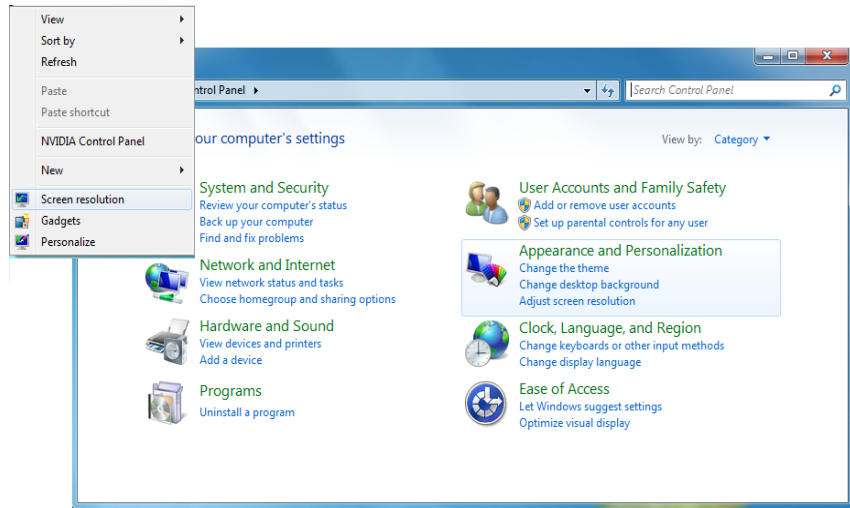 View
Sort by
Refresh
Paste
Paste shortcut
NVIDIA Control Panel
New
Screen resolution
Gadgets
Personalize
ntrol Panel
Search Control Panel
our computer's settings
View by: Category
System and Security
Review your computer's status
Back up your computer
Find and fix problems
Network and Internet
View network status and tasks
Choose homegroup and sharing options
Hardware and Sound
View devices and printers
Add a device
Programs
Uninstall a program
User Accounts and Family Safety
Add or remove user accounts
Set up parental controls for any user
Appearance and Personalization
Change the theme
Change desktop background
Adjust screen resolution
Clock, Language, and Region
Change keyboards or other input methods
Change display language
Ease of Access
Let Windows suggest settings
Optimize visual display